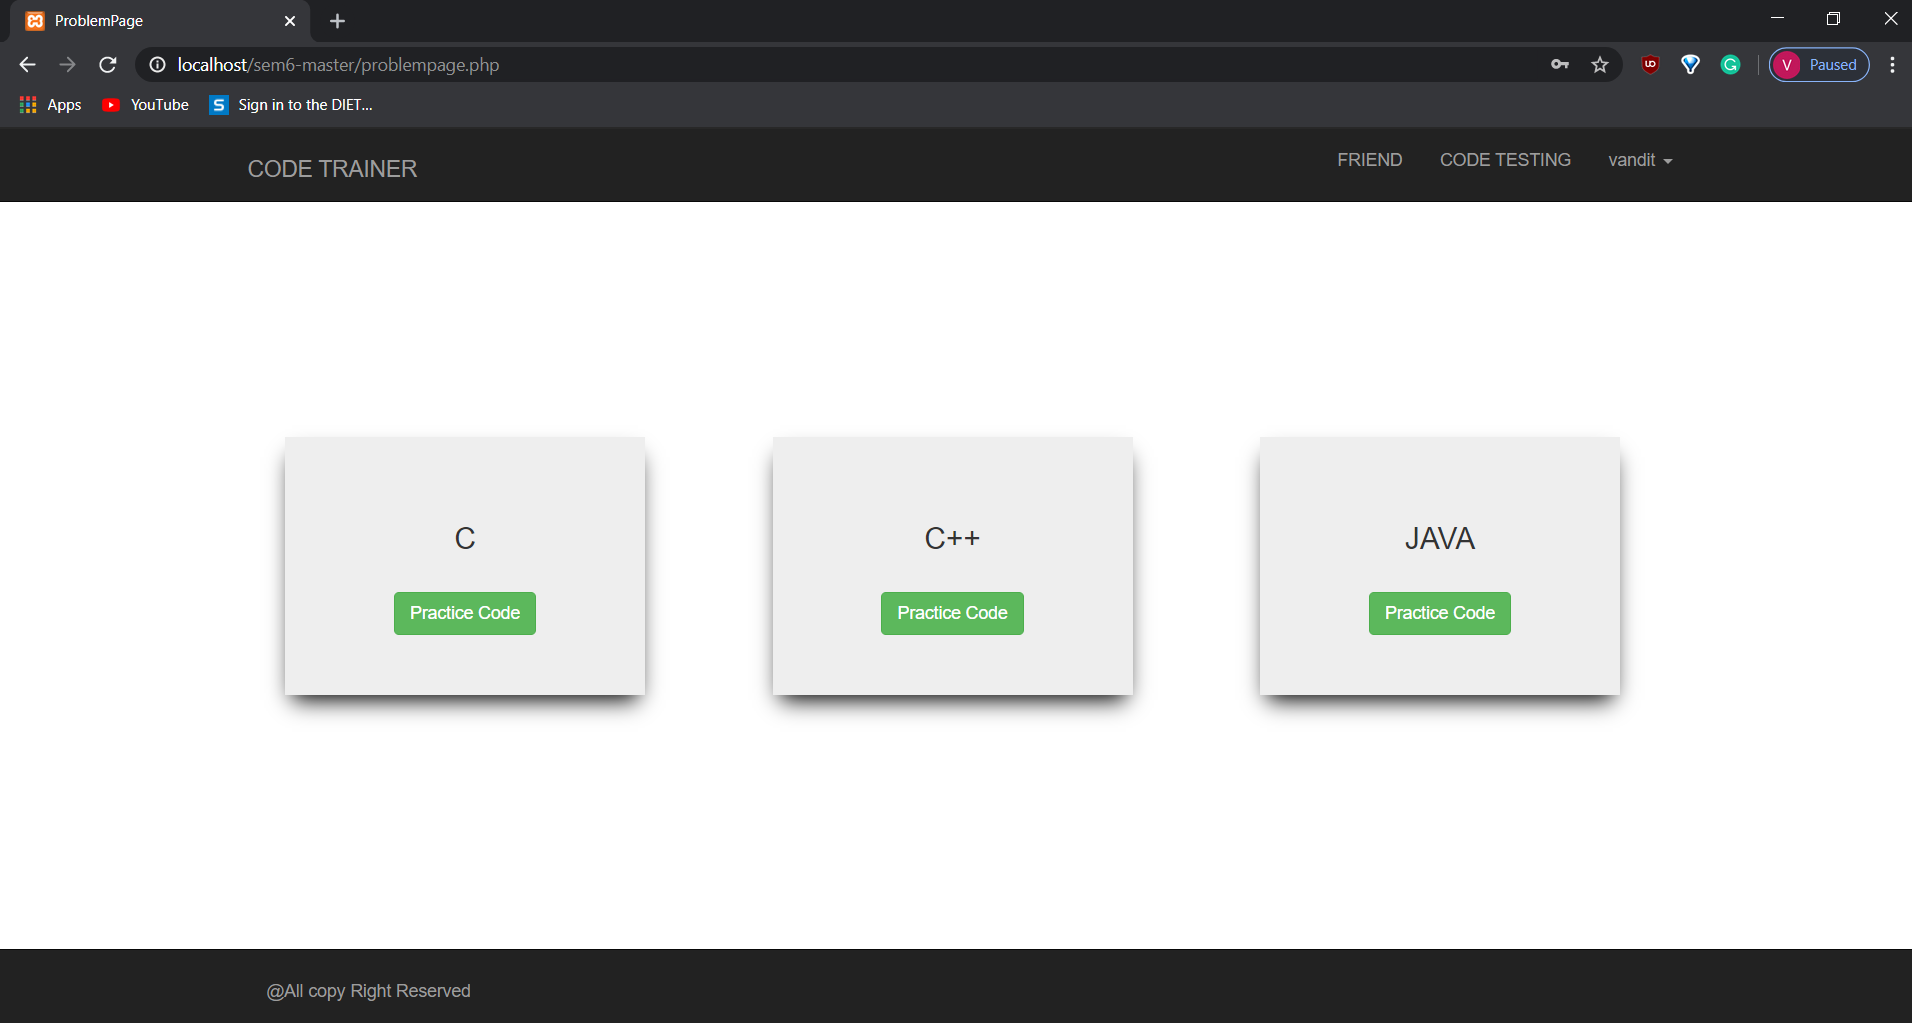 ProblemPage
localhost/sem6-master/problempage.php
V Paused
Apps YouTube S Sign in to the DIET...
CODE TRAINER FRIEND CODE TESTING vandit
C
Practice Code
C++
Practice Code
JAVA
Practice Code
@All copy Right Reserved